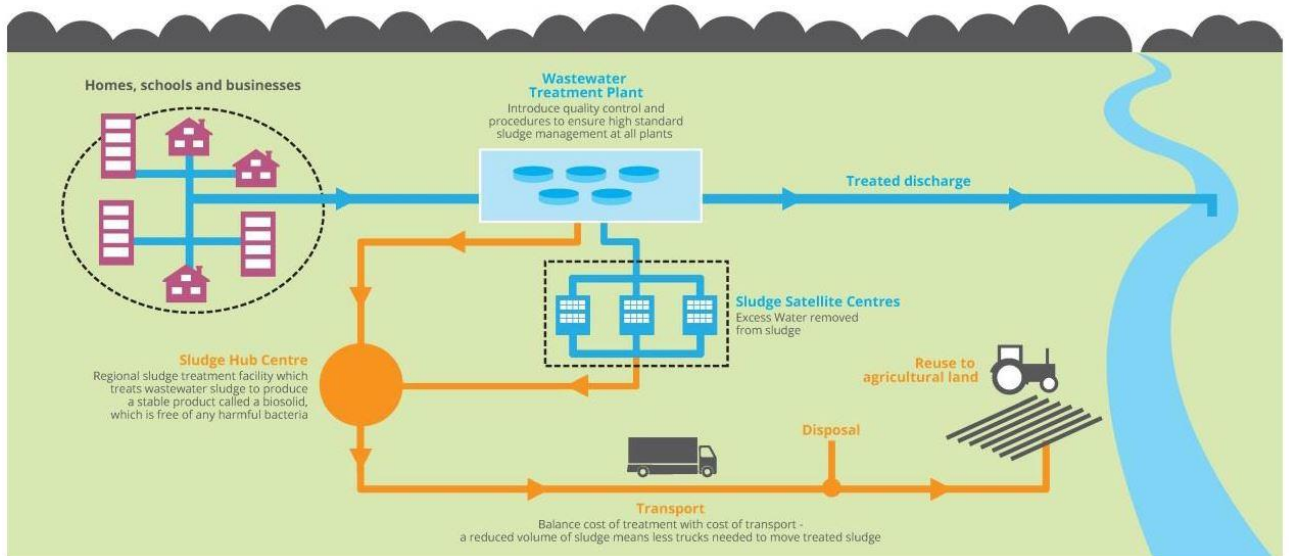 Homes, schools and businesses
Wastewater
Treatment Plant
Introduce quality control and
procedures to ensure high standard
sludge management at all plants
Treated discharge
Sludge Satellite Centres
Excess Water removed
from sludge
Sludge Hub Centre
Regional sludge treatment facility which
treats wastewater sludge to produce
a stable product called a biosolid,
which is free of any harmful bacteria
Reuse to
agricultural land
Disposal
Transport
Balance cost of treatment with cost of transport -
a reduced volume of sludge means less trucks needed to move treated sludge